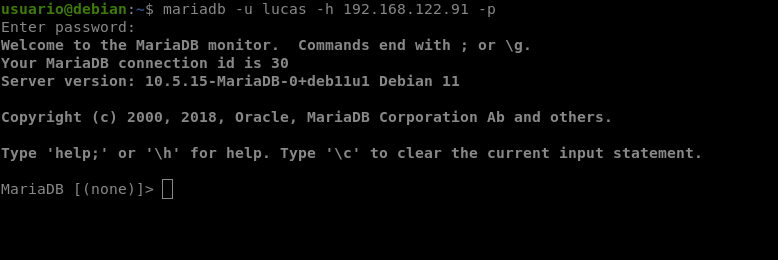 usuario@debian:~$ mariadb -u lucas -h 192.168.122.91 -p
Enter password:
Welcome to the MariaDB monitor.  Commands end with ; or \g.
Your MariaDB connection id is 30
Server version: 10.5.15-MariaDB-0+deb11u1 Debian 11
Copyright (c) 2000, 2018, Oracle, MariaDB Corporation Ab and others.
Type 'help;' or '\h' for help. Type '\c' to clear the current input statement.
MariaDB [(none)]>